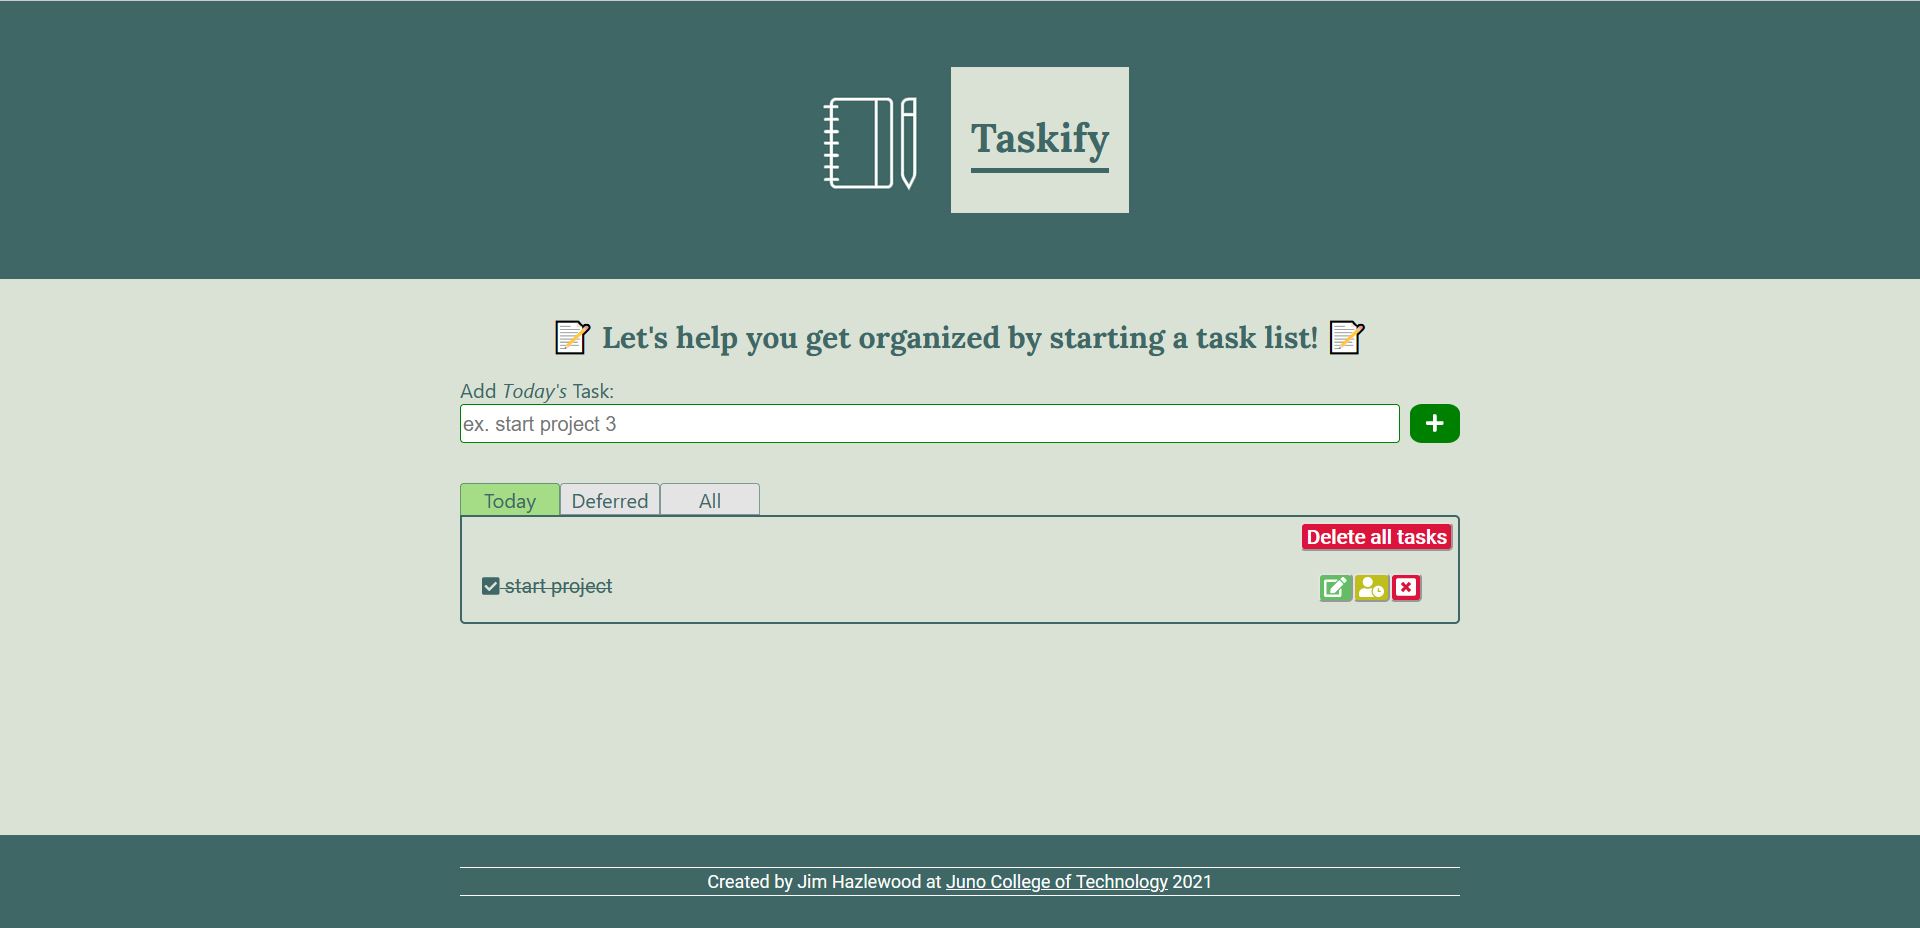 Taskify
Let's help you get organized by starting a task list!
Add Today's Task:
ex. start project 3
Today Deferred All
Delete all tasks
start project
Created by Jim Hazlewood at Juno College of Technology 2021